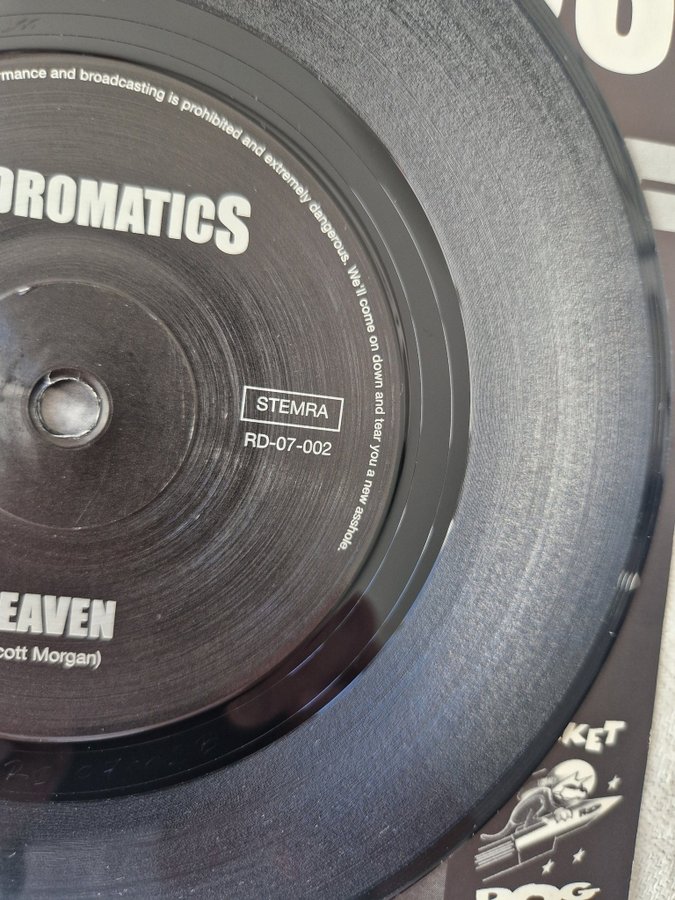 rmance and broadcasting is prohibited and extremely dangerous. We'll come on down and tear you a new asshole.
DROMATICS
STEMRA
RD-07-002
EAVEN
cott Morgan)
KET
DOG